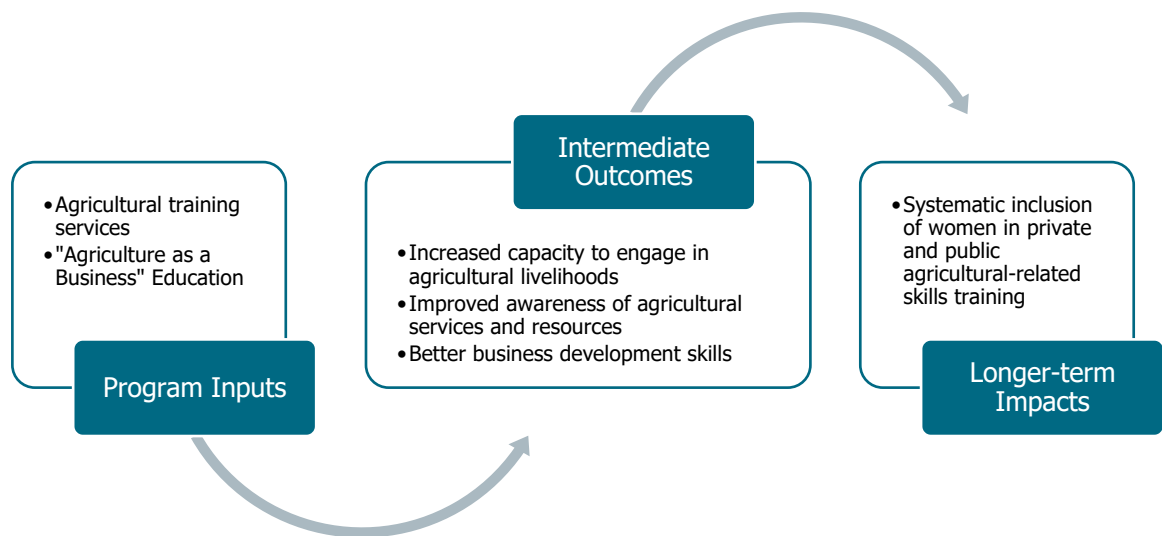 •Agricultural training
services
•"Agriculture as a
Business" Education
Program Inputs
Intermediate
Outcomes
•Increased capacity to engage in
agricultural livelihoods
•Improved awareness of agricultural
services and resources
•Better business development skills
•Systematic inclusion
of women in private
and public
agricultural-related
skills training
Longer-term
Impacts